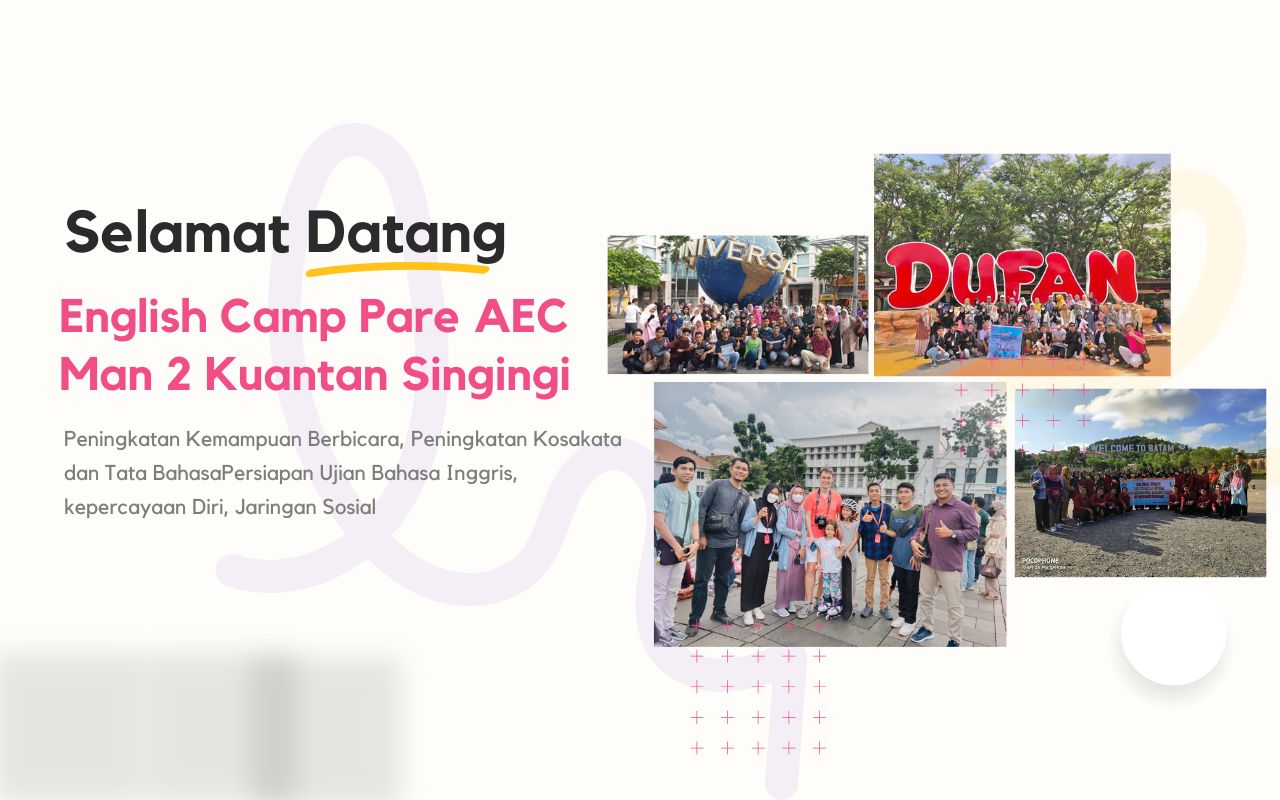 Selamat Datang
English Camp Pare AEC
Man 2 Kuantan Singingi
Peningkatan Kemampuan Berbicara, Peningkatan Kosakata
dan Tata BahasaPersiapan Ujian Bahasa Inggris,
kepercayaan Diri, Jaringan Sosial
NIVERSA
DUFAN
WELCOME TO BATAM
POCOPHONE